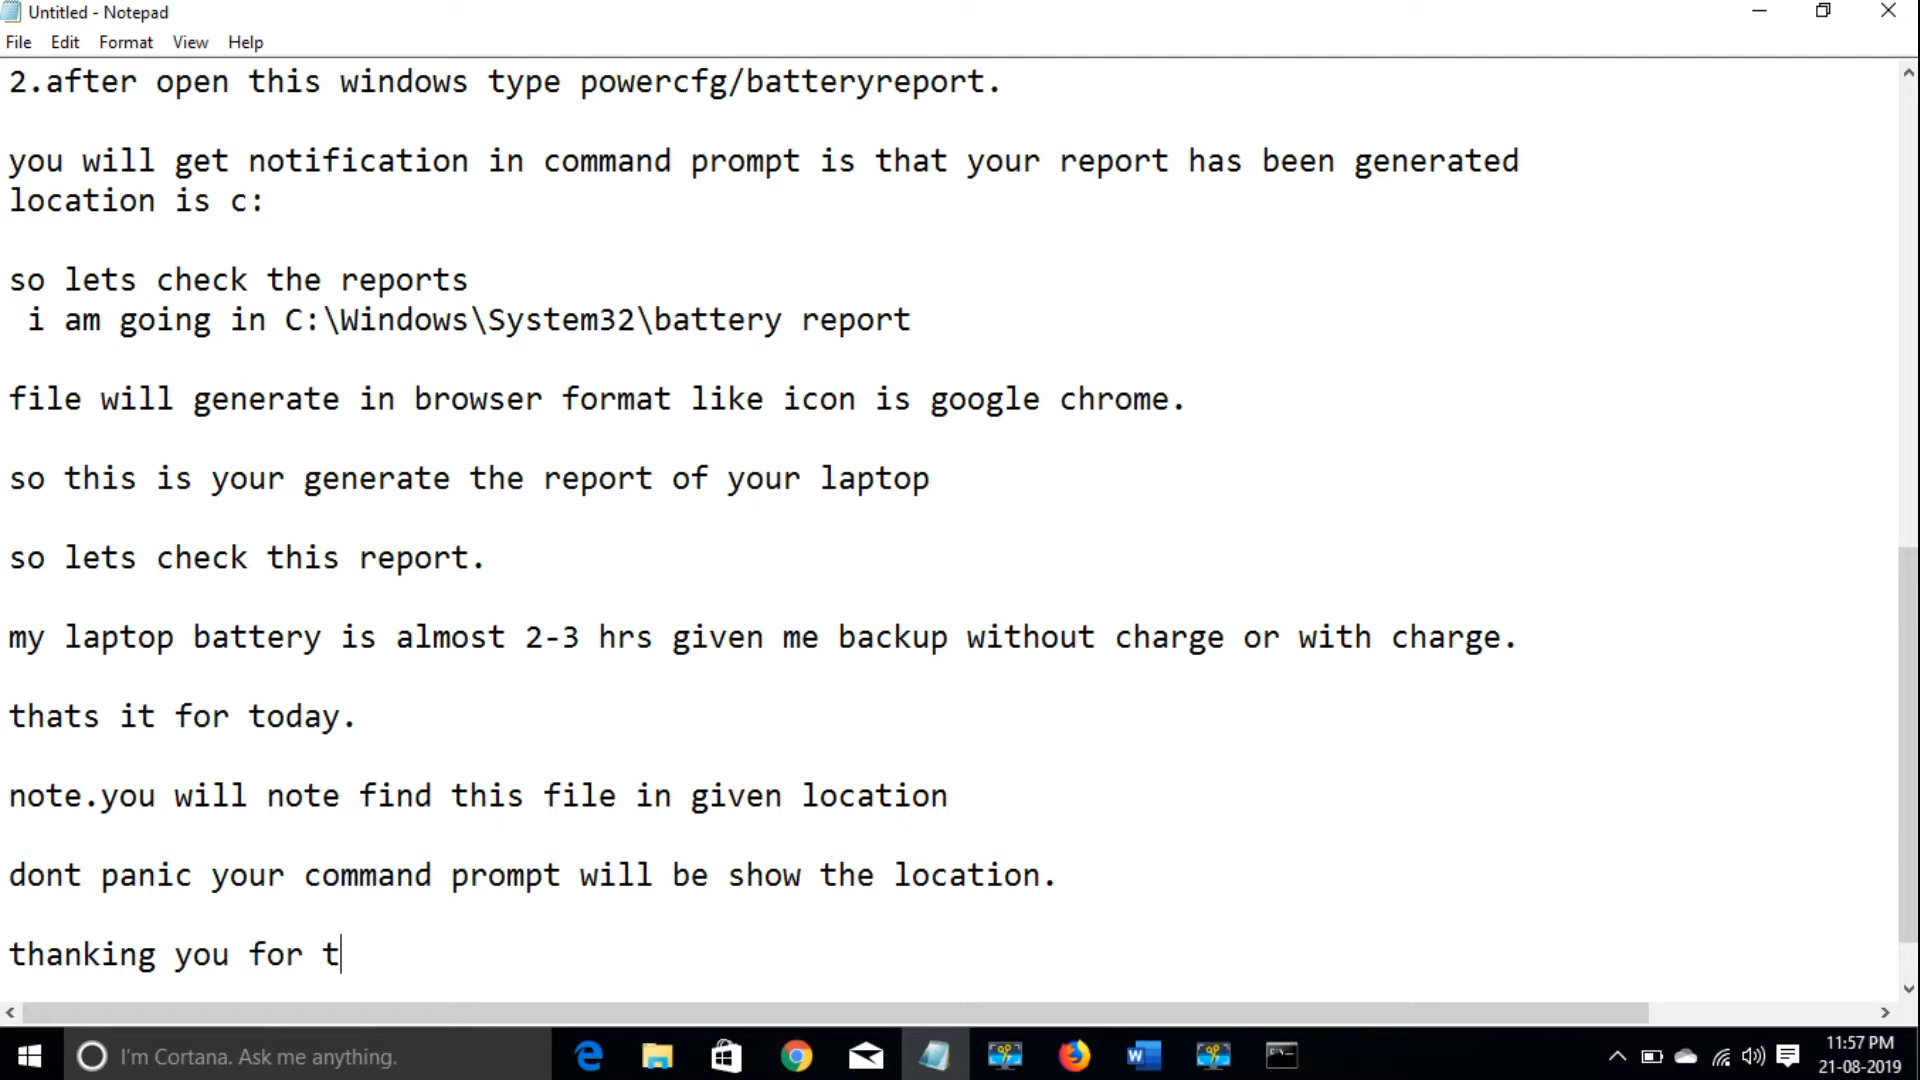 Untitled - Notepad
File Edit Format View Help
2.after open this windows type powercfg/batteryreport.
you will get notification in command prompt is that your report has been generated
location is c:
so lets check the reports
i am going in C:\Windows\System32\battery report
file will generate in browser format like icon is google chrome.
so this is your generate the report of your laptop
so lets check this report.
my laptop battery is almost 2-3 hrs given me backup without charge or with charge.
thats it for today.
note.you will note find this file in given location
dont panic your command prompt will be show the location.
thanking you for t
I'm Cortana. Ask me anything.
11:57 PM
21-08-2019